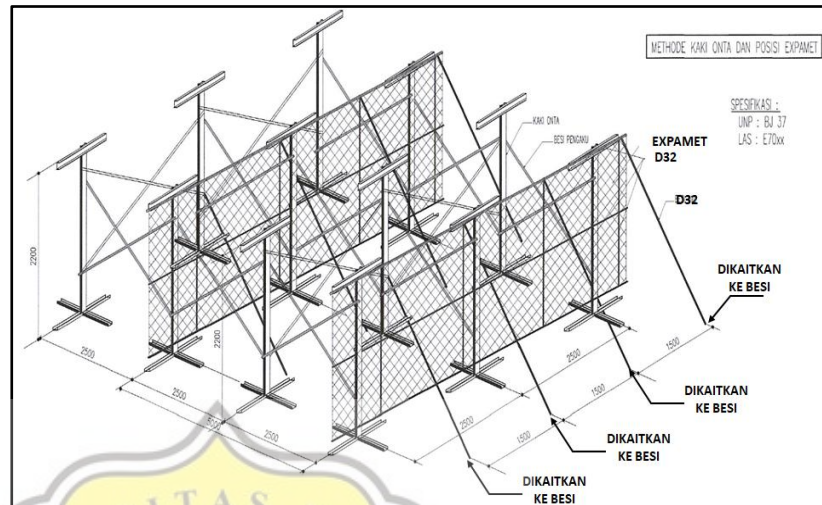 METHODE KAKI ONTA DAN POSISI EXPAMET
SPESIFIKASI :
UNP : BJ 37
LAS : E70xx
KAKI ONTA
BESI PENGAKU
EXPAMET
D32
D32
DIKAITKAN
KE BESI
DIKAITKAN
KE BESI
DIKAITKAN
KE BESI
DIKAITKAN
KE BESI
2200
2200
2500
2500
2500
2500
2500
1500
1500
1500
ITAS